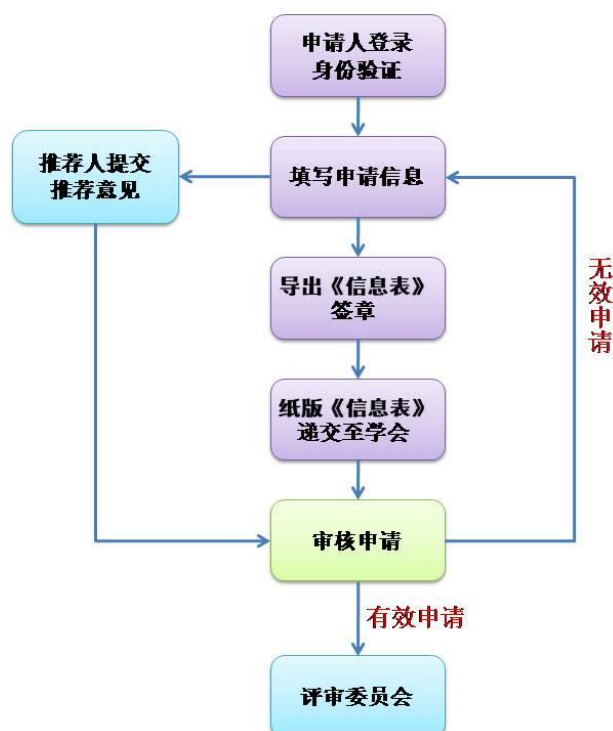 申请人登录
身份验证
推荐人提交
推荐意见
填写申请信息
导出《信息表》
签章
无效申请
纸版《信息表》
递交至学会
审核申请
有效申请
评审委员会